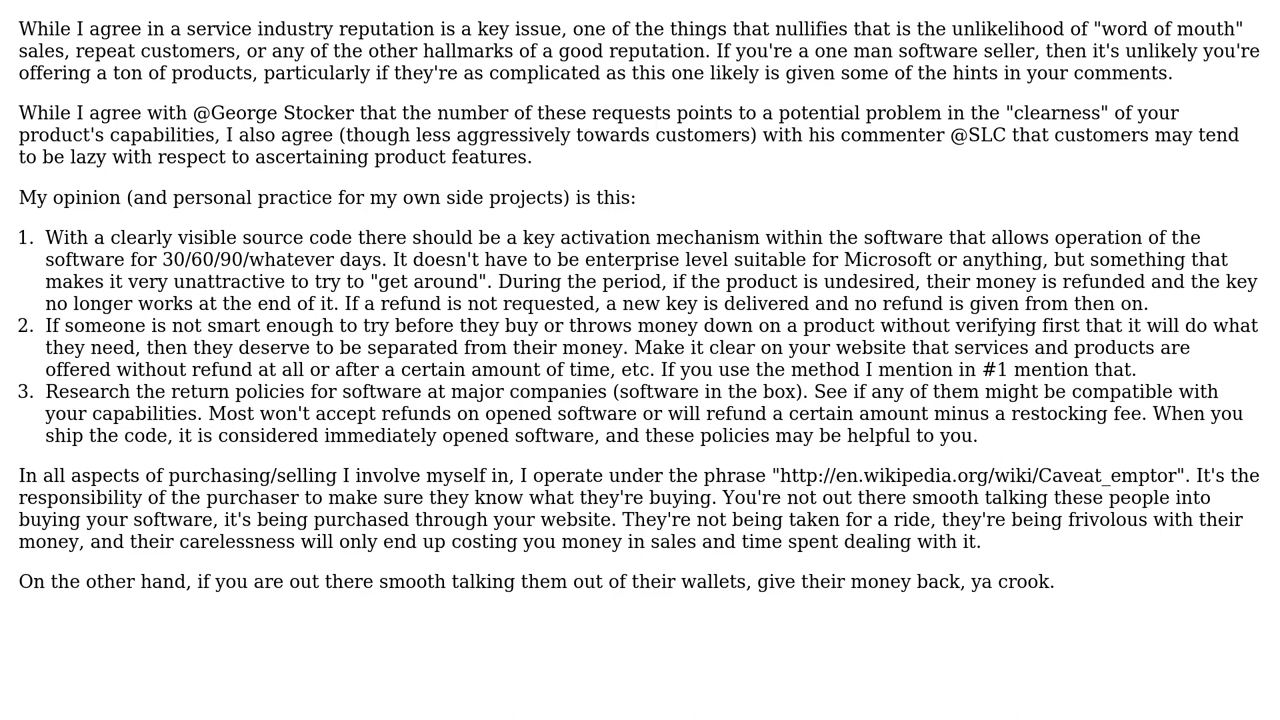 While I agree in a service industry reputation is a key issue, one of the things that nullifies that is the unlikelihood of "word of mouth"
sales, repeat customers, or any of the other hallmarks of a good reputation. If you're a one man software seller, then it's unlikely you're
offering a ton of products, particularly if they're as complicated as this one likely is given some of the hints in your comments.
While I agree with @George Stocker that the number of these requests points to a potential problem in the "clearness" of your
product's capabilities, I also agree (though less aggressively towards customers) with his commenter @SLC that customers may tend
to be lazy with respect to ascertaining product features.
My opinion (and personal practice for my own side projects) is this:
1. With a clearly visible source code there should be a key activation mechanism within the software that allows operation of the
software for 30/60/90/whatever days. It doesn't have to be enterprise level suitable for Microsoft or anything, but something that
makes it very unattractive to try to "get around". During the period, if the product is undesired, their money is refunded and the key
no longer works at the end of it. If a refund is not requested, a new key is delivered and no refund is given from then on.
2. If someone is not smart enough to try before they buy or throws money down on a product without verifying first that it will do what
they need, then they deserve to be separated from their money. Make it clear on your website that services and products are
offered without refund at all or after a certain amount of time, etc. If you use the method I mention in #1 mention that.
3. Research the return policies for software at major companies (software in the box). See if any of them might be compatible with
your capabilities. Most won't accept refunds on opened software or will refund a certain amount minus a restocking fee. When you
ship the code, it is considered immediately opened software, and these policies may be helpful to you.
In all aspects of purchasing/selling I involve myself in, I operate under the phrase "http://en.wikipedia.org/wiki/Caveat_emptor". It's the
responsibility of the purchaser to make sure they know what they're buying. You're not out there smooth talking these people into
buying your software, it's being purchased through your website. They're not being taken for a ride, they're being frivolous with their
money, and their carelessness will only end up costing you money in sales and time spent dealing with it.
On the other hand, if you are out there smooth talking them out of their wallets, give their money back, ya crook.